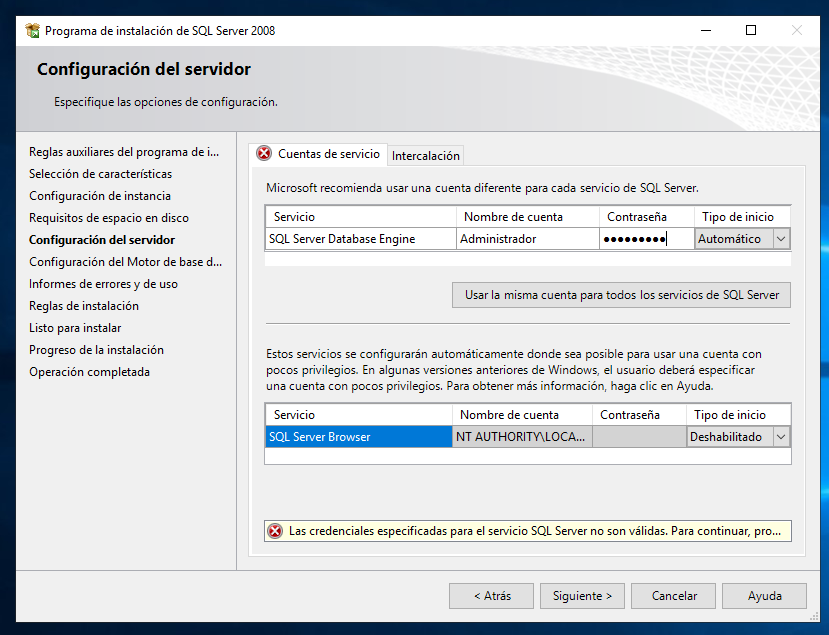 Programa de instalación de SQL Server 2008
Configuración del servidor
Especifique las opciones de configuración.
Reglas auxiliares del programa de i...
Selección de características
Configuración de instancia
Requisitos de espacio en disco
Configuración del servidor
Configuración del Motor de base d...
Informes de errores y de uso
Reglas de instalación
Listo para instalar
Progreso de la instalación
Operación completada
Cuentas de servicio
Intercalación
Microsoft recomienda usar una cuenta diferente para cada servicio de SQL Server.
Servicio Nombre de cuenta Contraseña Tipo de inicio
SQL Server Database Engine Administrador ●●●●●●●●● Automático
Usar la misma cuenta para todos los servicios de SQL Server
Estos servicios se configurarán automáticamente donde sea posible para usar una cuenta con
pocos privilegios. En algunas versiones anteriores de Windows, el usuario deberá especificar
una cuenta con pocos privilegios. Para obtener más información, haga clic en Ayuda.
Servicio Nombre de cuenta Contraseña Tipo de inicio
SQL Server Browser NT AUTHORITY\LOCA... Deshabilitado
Las credenciales especificadas para el servicio SQL Server no son válidas. Para continuar, pro...
< Atrás Siguiente > Cancelar Ayuda